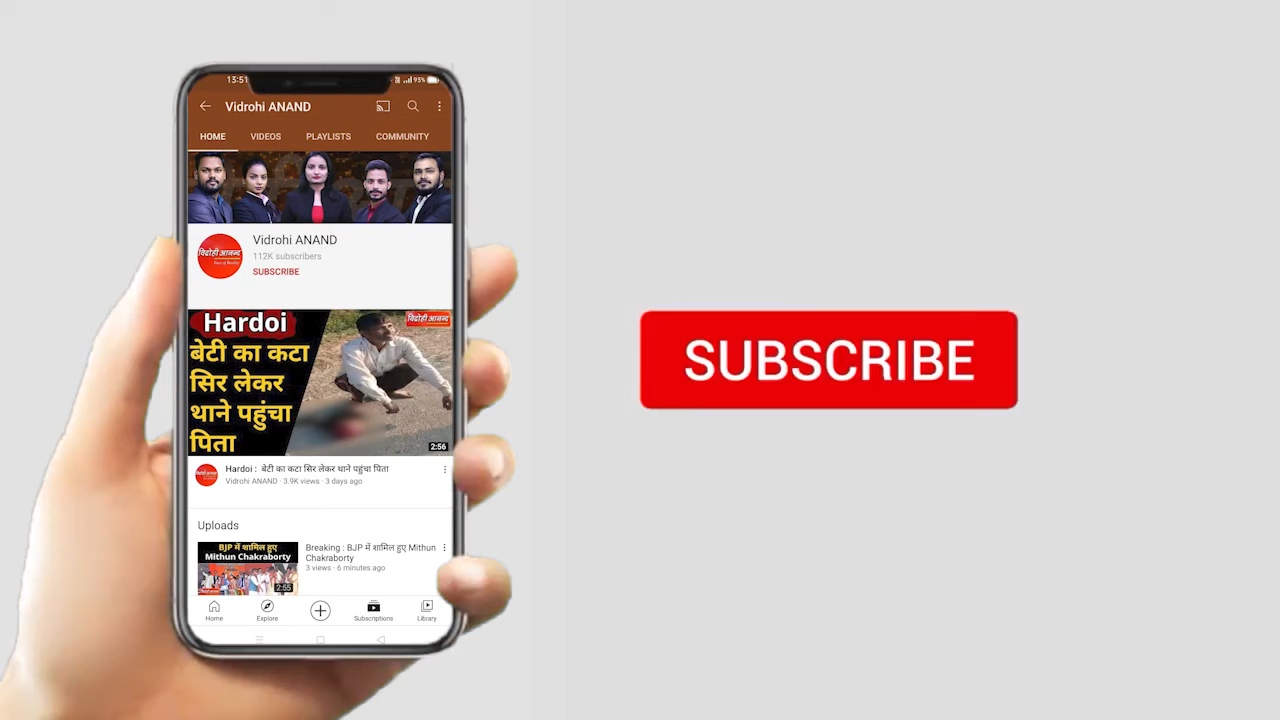 13:51
93%
Vidrohi ANAND
HOME VIDEOS PLAYLISTS COMMUNITY
विद्रोही आनन्द
Vidrohi ANAND
112K subscribers
SUBSCRIBE
Hardoi
विद्रोही आनन्द
बेटी का कटा
सिर लेकर
थाने पहुंचा
पिता
2:56
Hardoi : बेटी का कटा सिर लेकर थाने पहुंचा पिता
Vidrohi ANAND · 3.9K views · 3 days ago
Uploads
BJP में शामिल हुए
Mithun Chakraborty
2:55
Breaking : BJP में शामिल हुए Mithun
Chakraborty
3 views · 6 minutes ago
Home Explore Subscriptions Library
SUBSCRIBE